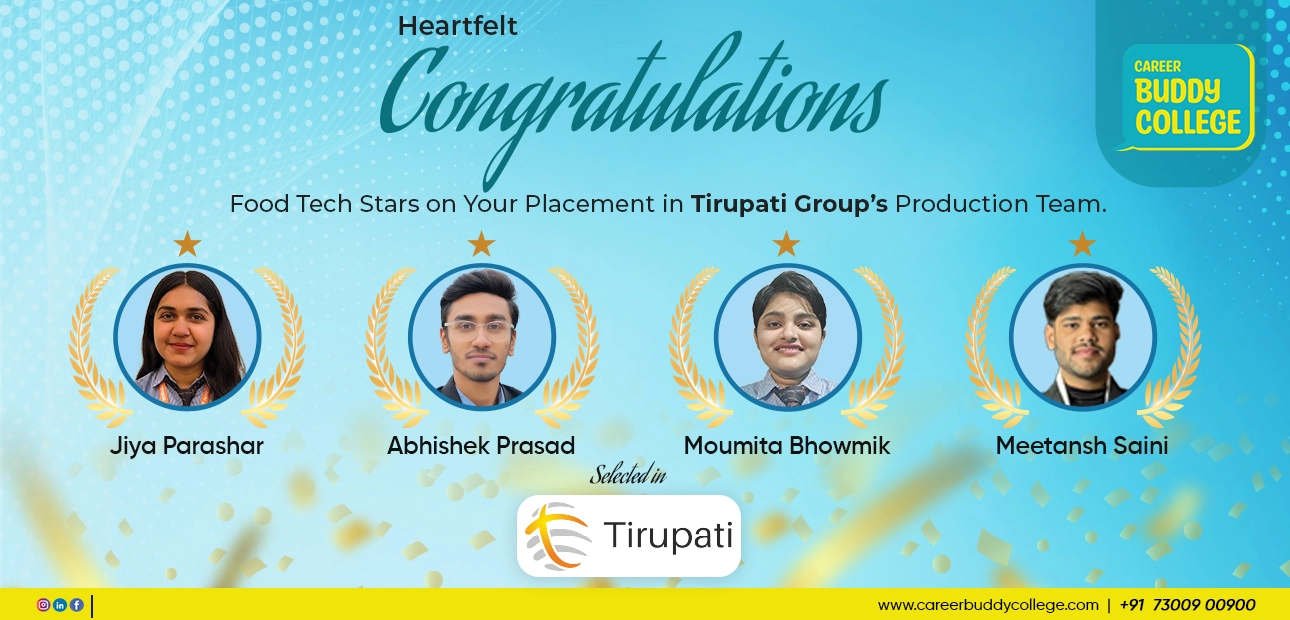 Heartfelt
Congratulations
CAREER
BUDDY
COLLEGE
Food Tech Stars on Your Placement in Tirupati Group’s Production Team.
Jiya Parashar
Abhishek Prasad
Moumita Bhowmik
Meetansh Saini
Selected in
Tirupati
www.careerbuddycollege.com | +91 73009 00900